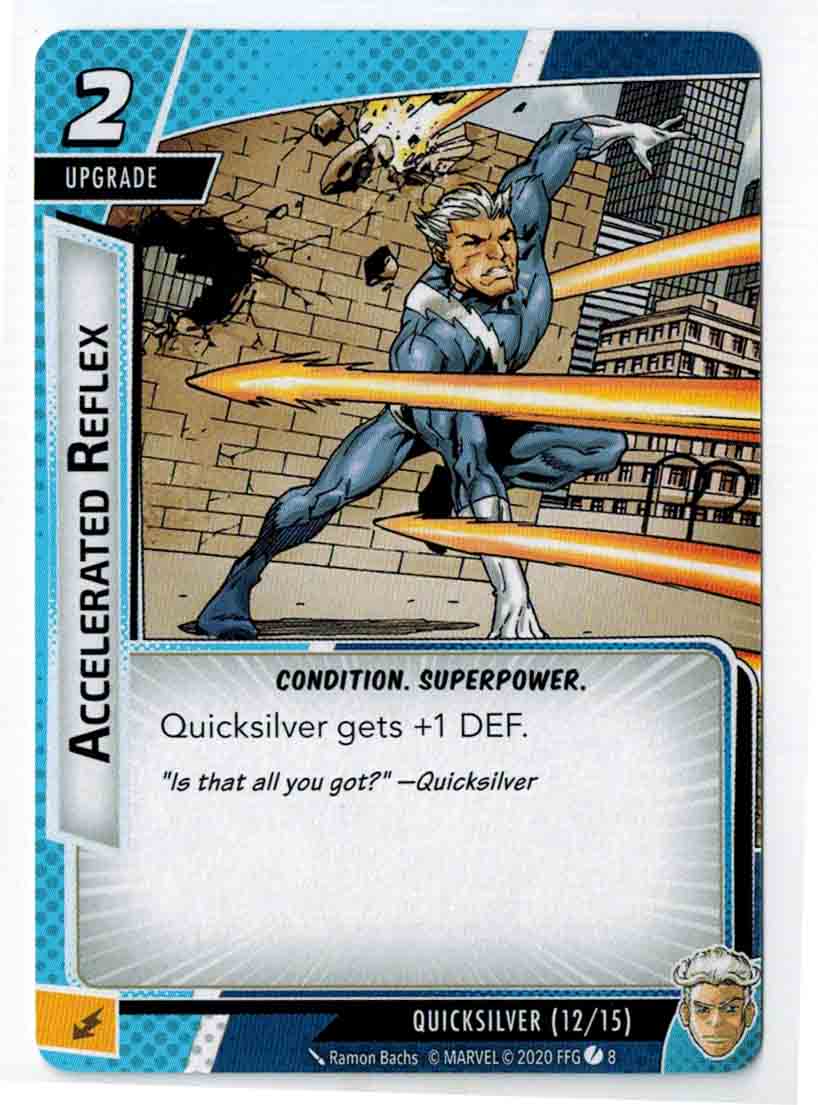 2
UPGRADE
ACCELERATED REFLEX
CONDITION. SUPERPOWER.
Quicksilver gets +1 DEF.
"Is that all you got?" —Quicksilver
QUICKSILVER (12/15)
Ramon Bachs © MARVEL © 2020 FFG 8